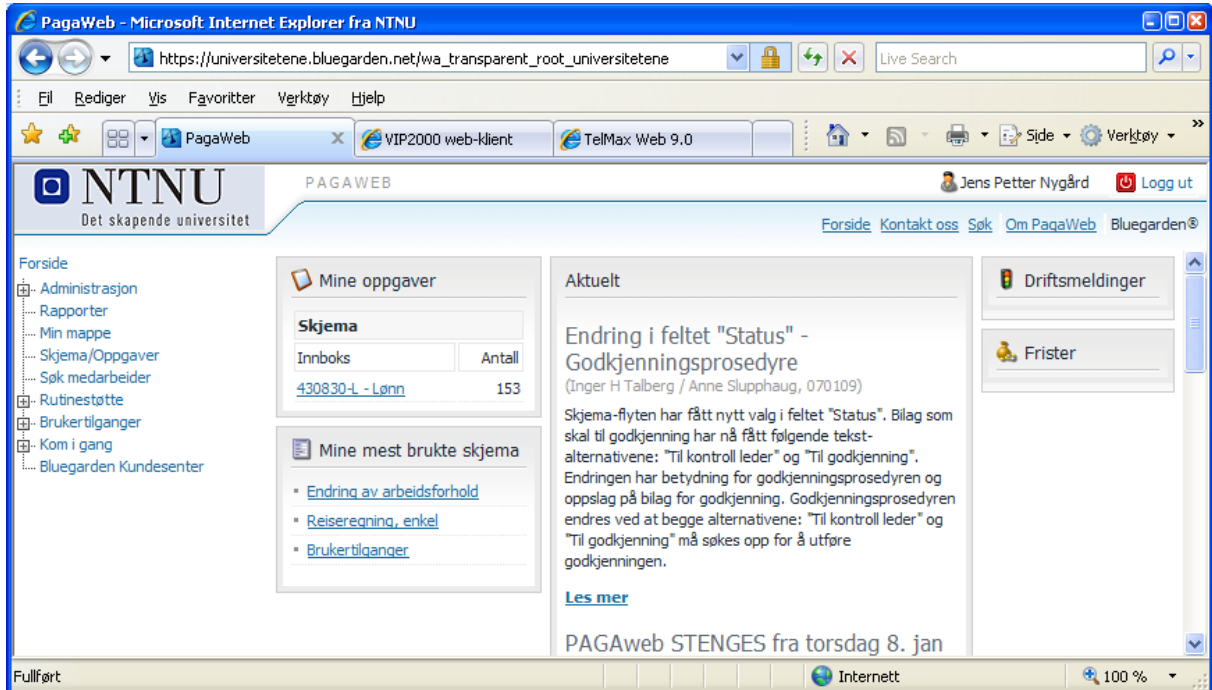 PagaWeb - Microsoft Internet Explorer fra NTNU
https://universitetene.bluegarden.net/wa_transparent_root_universitetene
Live Search
Fil Rediger Vis Favoritter Verktøy Hjelp
PagaWeb
VIP2000 web-klient
TelMax Web 9.0
Side
Verktøy
»
NTNU
Det skapende universitet
PAGAWEB
Jens Petter Nygård
Logg ut
Forside Kontakt oss Søk Om PagaWeb Bluegarden®
Forside
Administrasjon
Rapporter
Min mappe
Skjema/Oppgaver
Søk medarbeider
Rutinestøtte
Brukertilganger
Kom i gang
Bluegarden Kundesenter
Mine oppgaver
Skjema
Innboks Antall
430830-L - Lønn 153
Mine mest brukte skjema
Endring av arbeidsforhold
Reiseregning, enkel
Brukertilganger
Aktuelt
Endring i feltet "Status" -
Godkjenningsprosedyre
(Inger H Talberg / Anne Slupphaug, 070109)
Skjema-flyten har fått nytt valg i feltet "Status". Bilag som
skal til godkjenning har nå fått følgende tekst-
alternativene: "Til kontroll leder" og "Til godkjenning".
Endringen har betydning for godkjenningsprosedyren og
oppslag på bilag for godkjenning. Godkjenningsprosedyren
endres ved at begge alternativene: "Til kontroll leder" og
"Til godkjenning" må søkes opp for å utføre
godkjenningen.
Les mer
PAGAweb STENGES fra torsdag 8. jan
Driftsmeldinger
Frister
Fullført
Internett
100 %